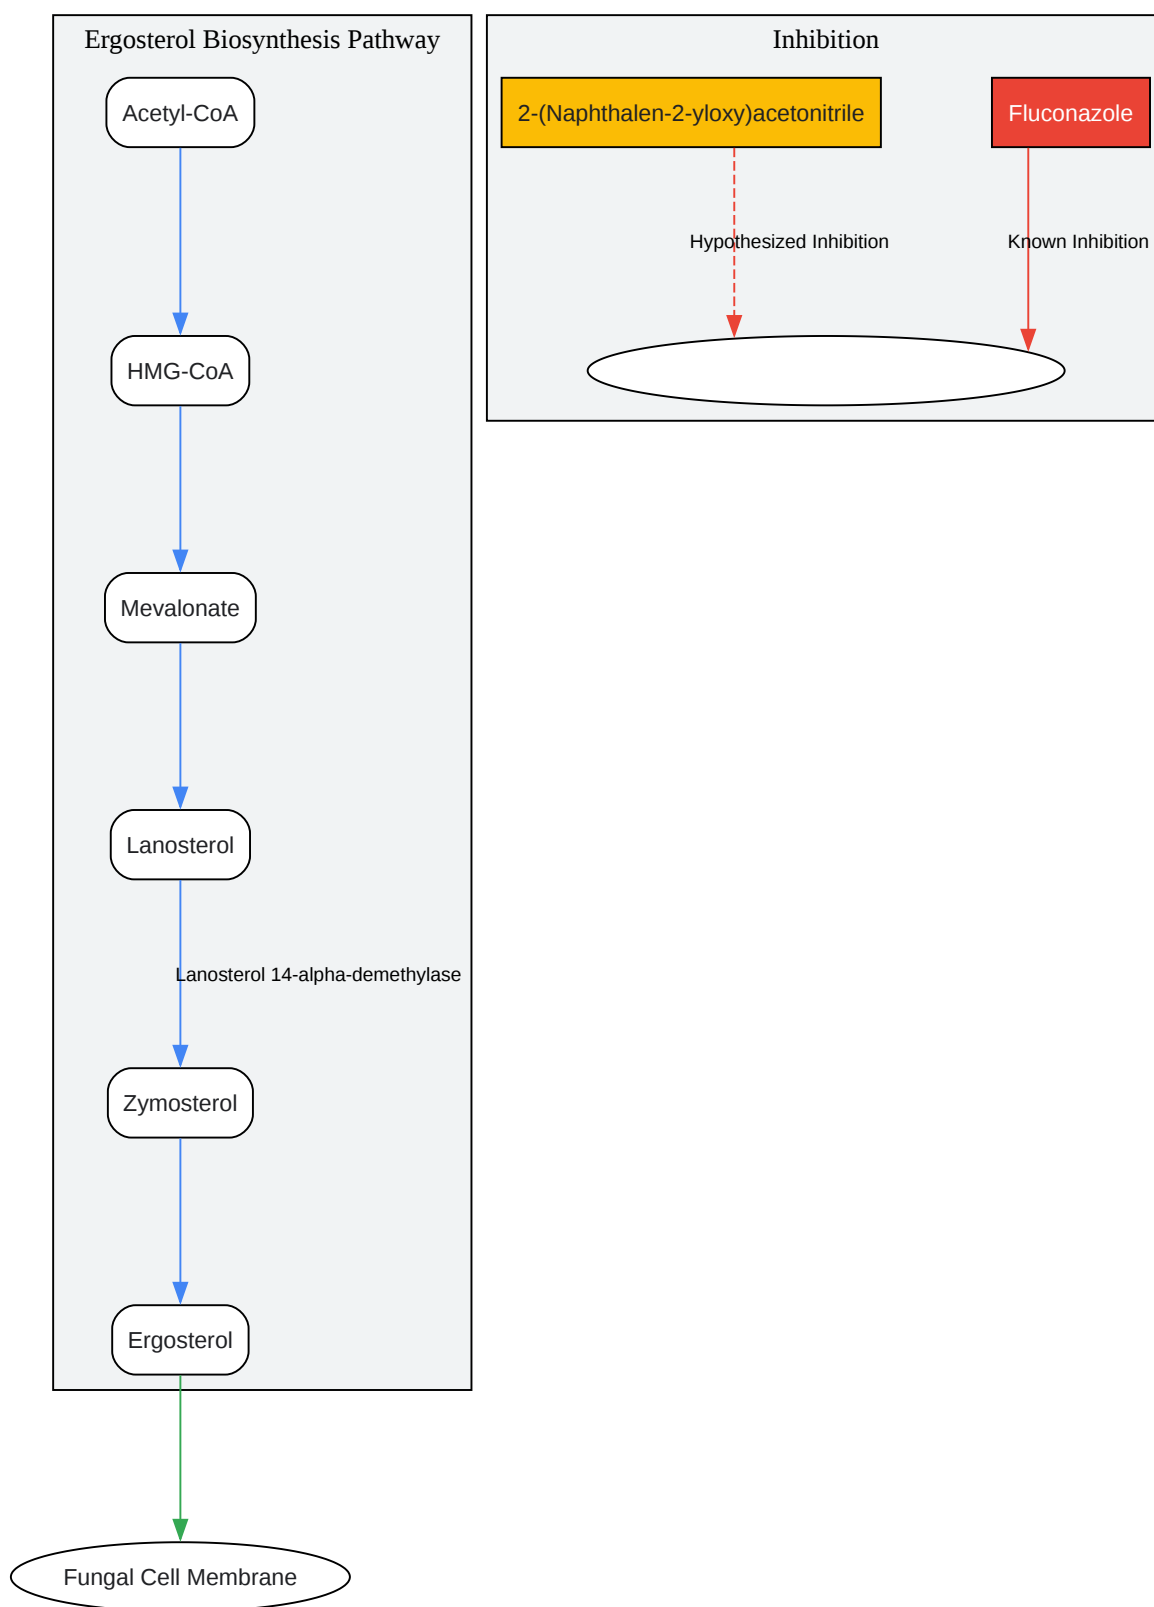 Ergosterol Biosynthesis Pathway
Acetyl-CoA
HMG-CoA
Mevalonate
Lanosterol
Lanosterol 14-alpha-demethylase
Zymosterol
Ergosterol
Fungal Cell Membrane
Inhibition
2-(Naphthalen-2-yloxy)acetonitrile
Fluconazole
Hypothesized Inhibition
Known Inhibition